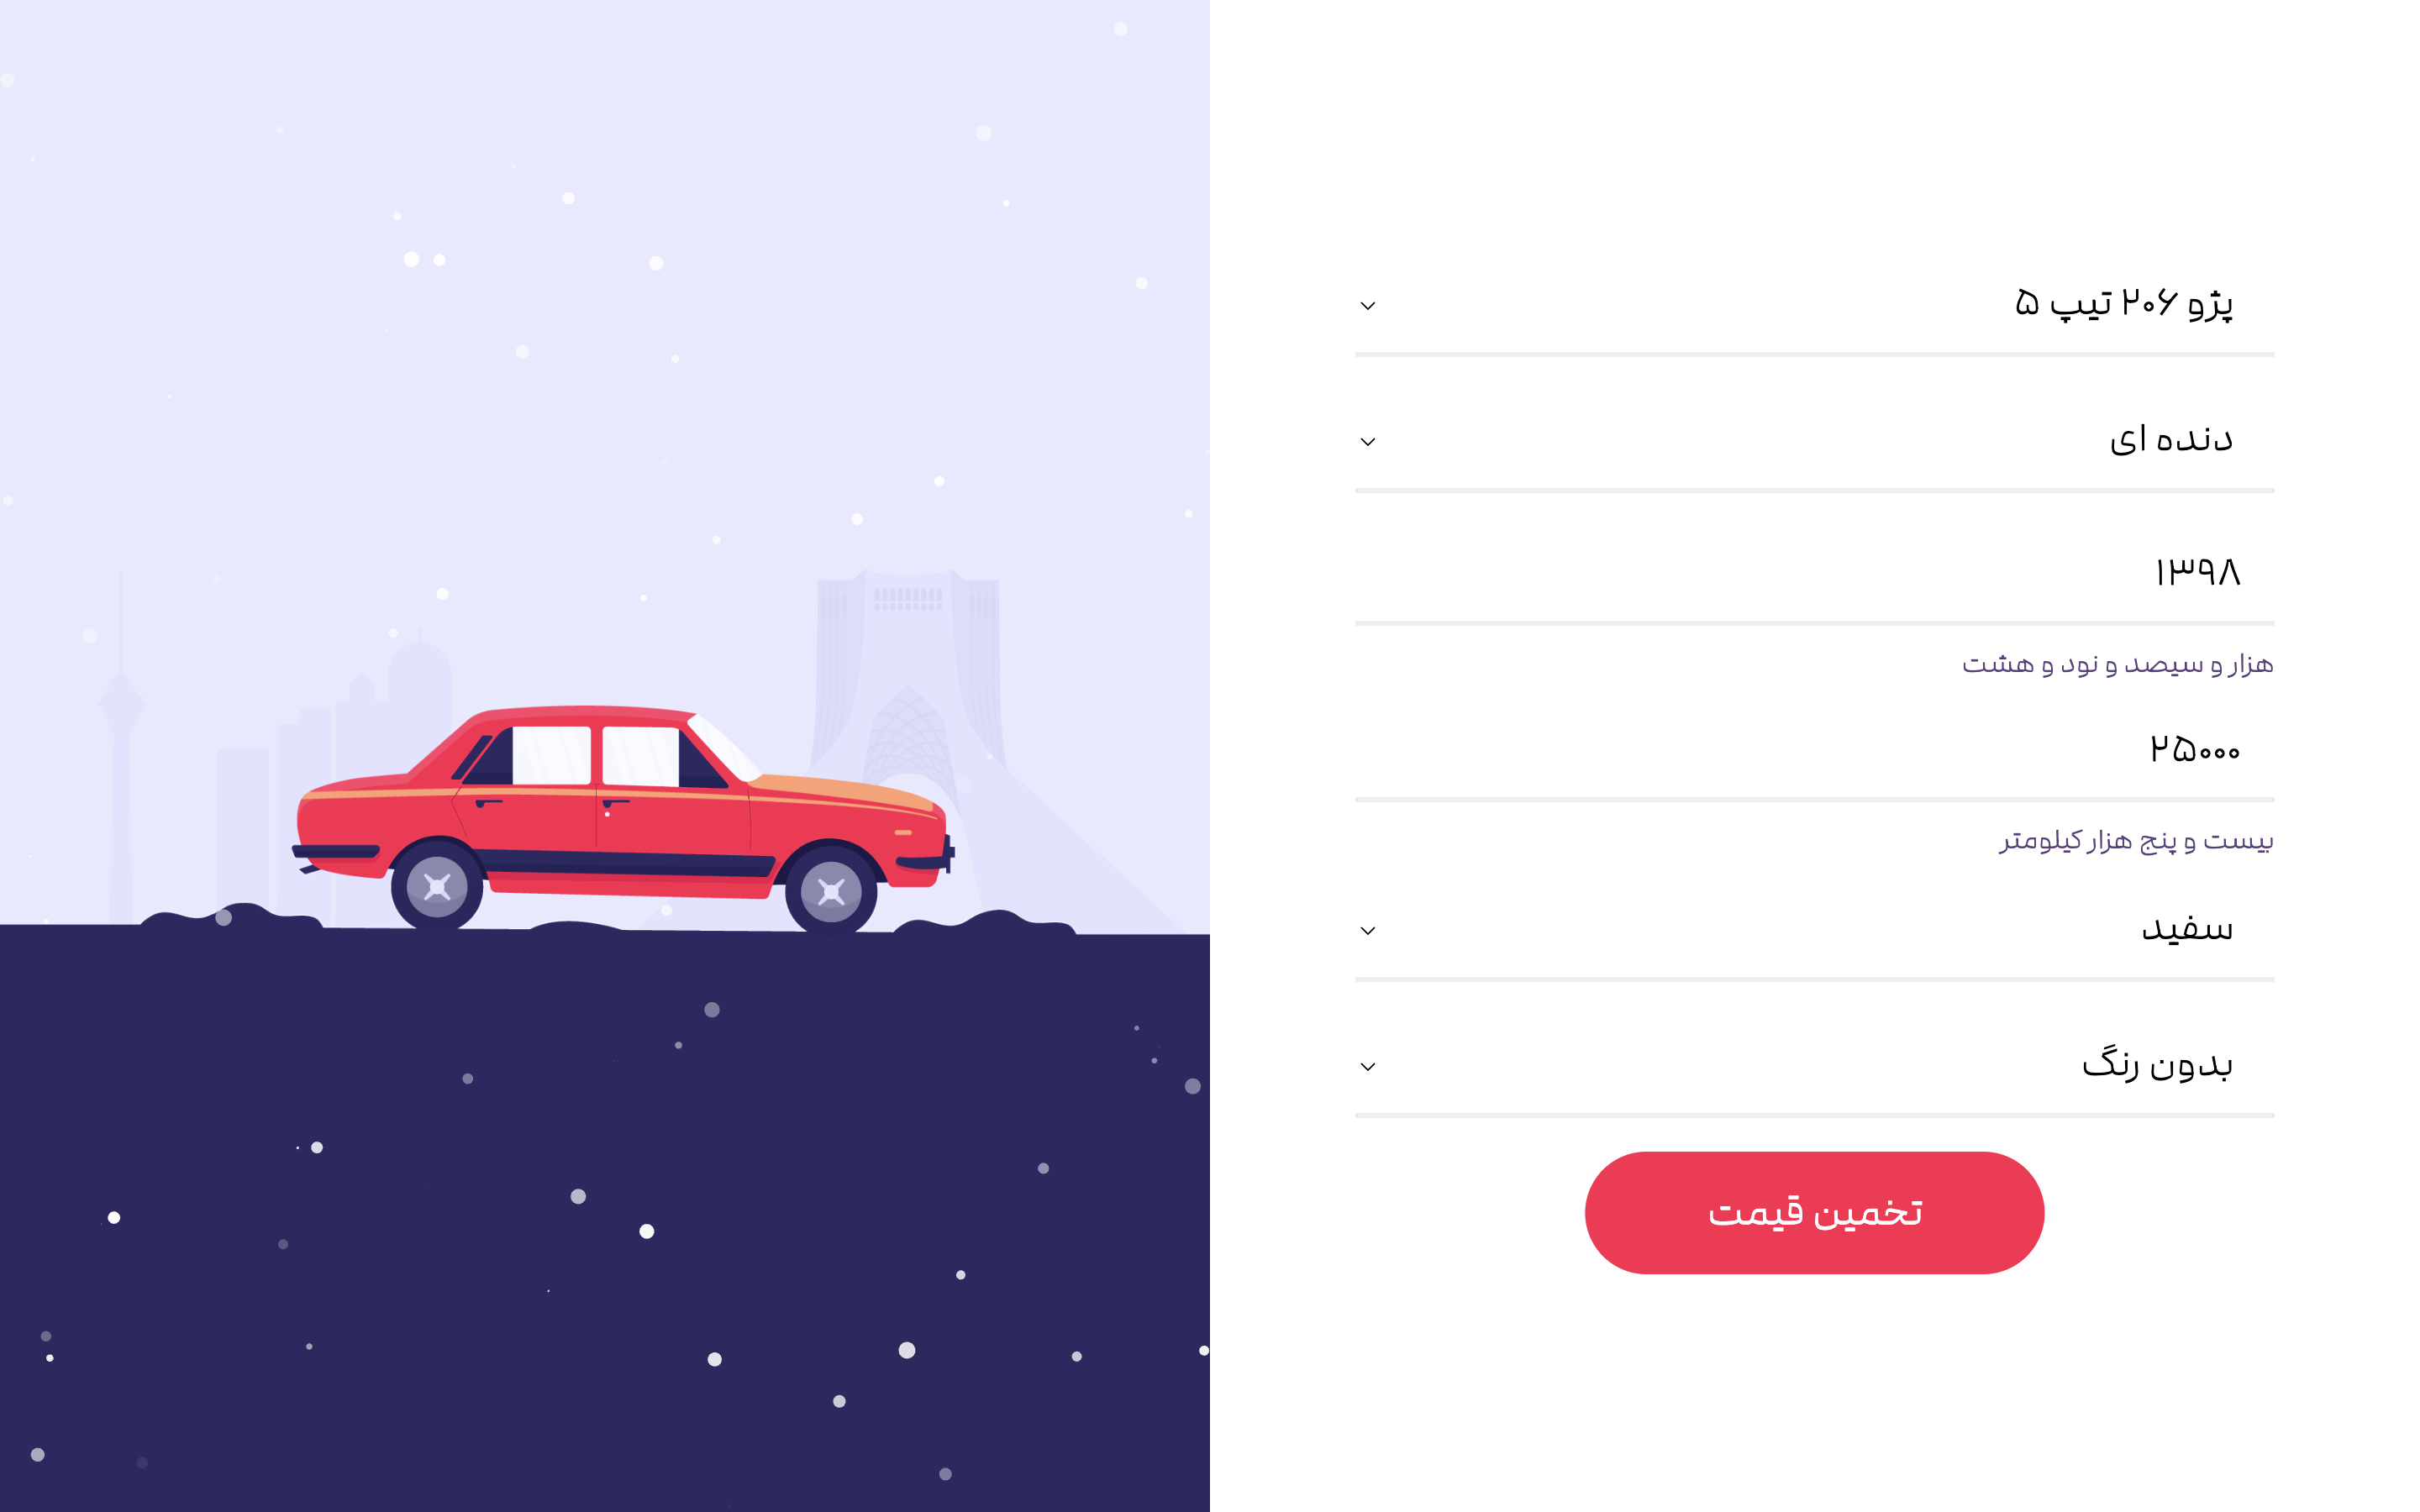 پژو ۲۰۶ تیپ ۵
دنده ای
۱۳۹۸
هزار و سیصد و نود و هشت
۲۵۰۰۰
بیست و پنج هزار کیلومتر
سفید
بدون رنگ
تخمین قیمت